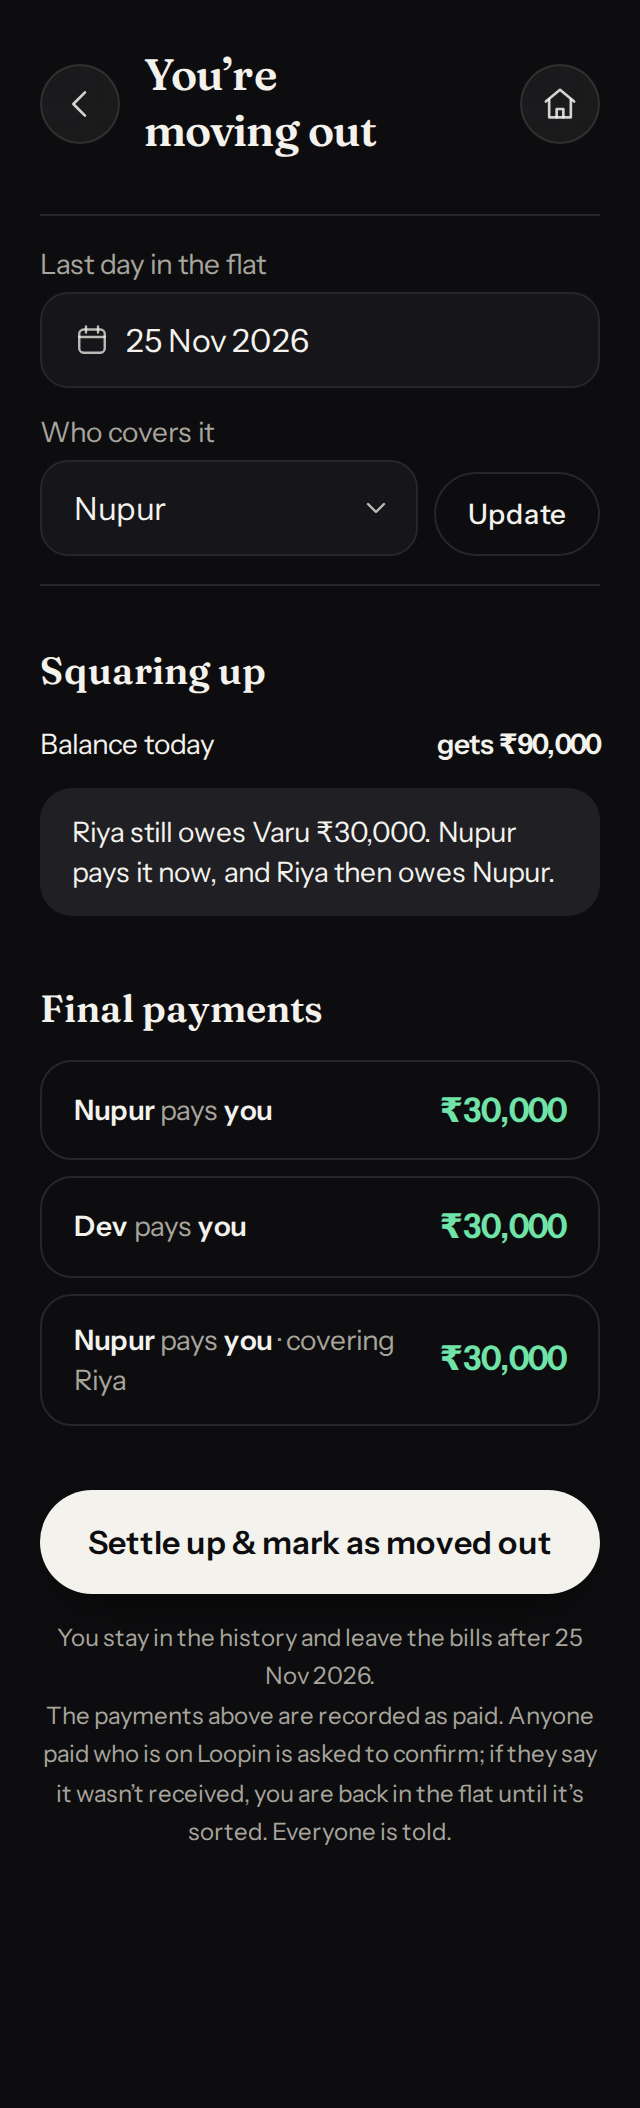 You’re
moving out
Last day in the flat
25 Nov 2026
Who covers it
Nupur
Update
Squaring up
Balance today gets ₹90,000
Riya still owes Varu ₹30,000. Nupur
pays it now, and Riya then owes Nupur.
Final payments
Nupur pays you ₹30,000
Dev pays you ₹30,000
Nupur pays you · covering
Riya
₹30,000
Settle up & mark as moved out
You stay in the history and leave the bills after 25
Nov 2026.
The payments above are recorded as paid. Anyone
paid who is on Loopin is asked to confirm; if they say
it wasn’t received, you are back in the flat until it’s
sorted. Everyone is told.